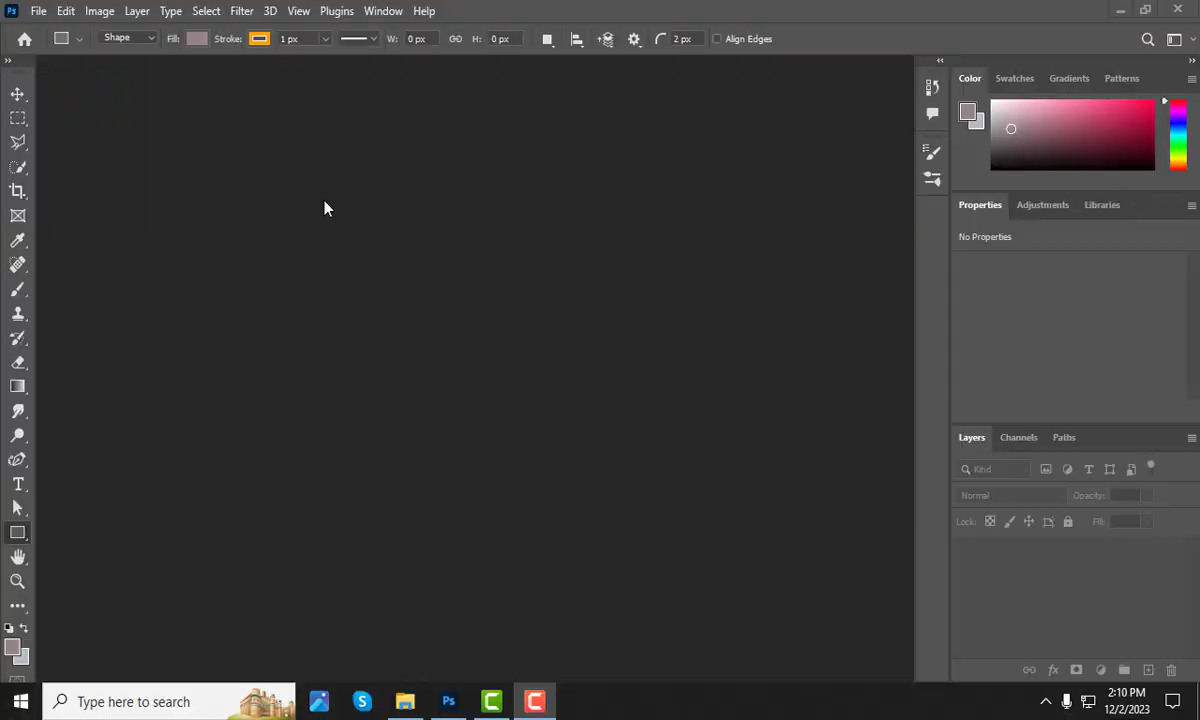 Ps File Edit Image Layer Type Select Filter 3D View Plugins Window Help
Shape Fill: Stroke: 1 px W: 0 px H: 0 px 2 px Align Edges
Color Swatches Gradients Patterns
Properties Adjustments Libraries
No Properties
Layers Channels Paths
Kind
Normal Opacity:
Lock: Fill:
Type here to search
S Ps C C
2:10 PM
12/2/2023